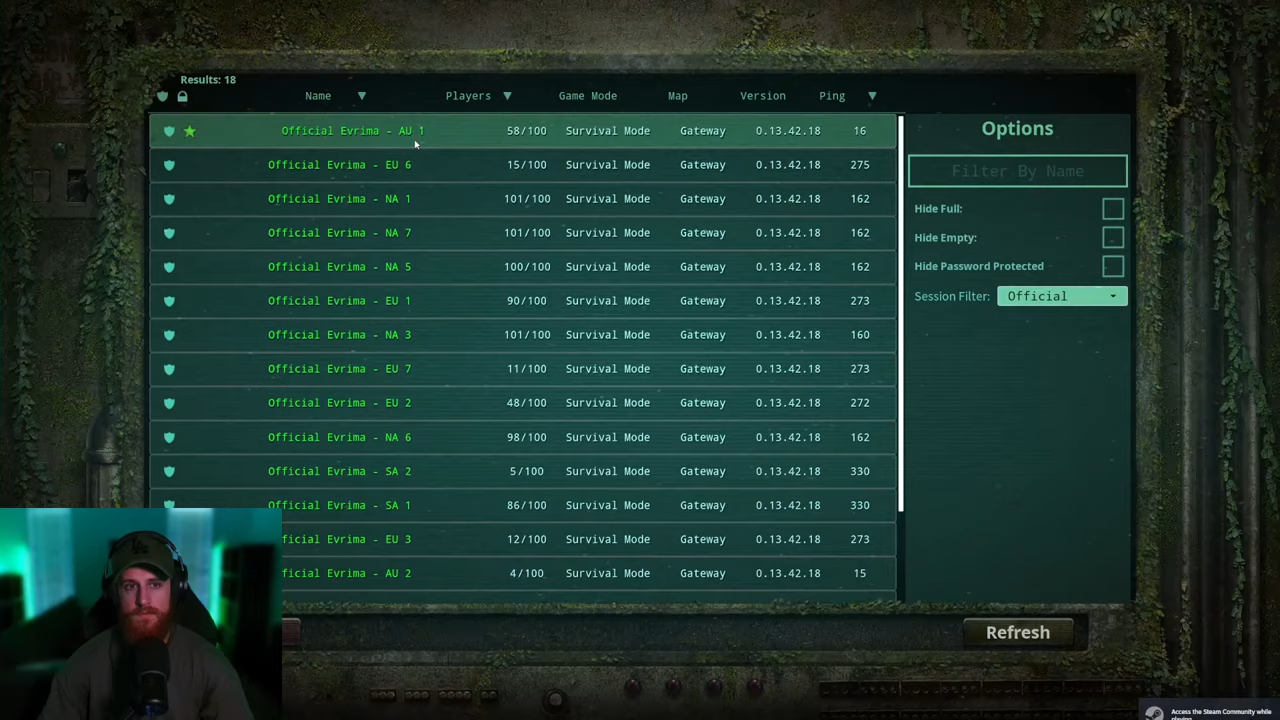 Results: 18
Name Players Game Mode Map Version Ping
Official Evrima - AU 1 58/100 Survival Mode Gateway 0.13.42.18 16
Official Evrima - EU 6 15/100 Survival Mode Gateway 0.13.42.18 275
Official Evrima - NA 1 101/100 Survival Mode Gateway 0.13.42.18 162
Official Evrima - NA 7 101/100 Survival Mode Gateway 0.13.42.18 162
Official Evrima - NA 5 100/100 Survival Mode Gateway 0.13.42.18 162
Official Evrima - EU 1 90/100 Survival Mode Gateway 0.13.42.18 273
Official Evrima - NA 3 101/100 Survival Mode Gateway 0.13.42.18 160
Official Evrima - EU 7 11/100 Survival Mode Gateway 0.13.42.18 273
Official Evrima - EU 2 48/100 Survival Mode Gateway 0.13.42.18 272
Official Evrima - NA 6 98/100 Survival Mode Gateway 0.13.42.18 162
Official Evrima - SA 2 5/100 Survival Mode Gateway 0.13.42.18 330
Official Evrima - SA 1 86/100 Survival Mode Gateway 0.13.42.18 330
ficial Evrima - EU 3 12/100 Survival Mode Gateway 0.13.42.18 273
ficial Evrima - AU 2 4/100 Survival Mode Gateway 0.13.42.18 15
Options
Filter By Name
Hide Full:
Hide Empty:
Hide Password Protected
Session Filter: Official
Refresh
Access the Steam Community while